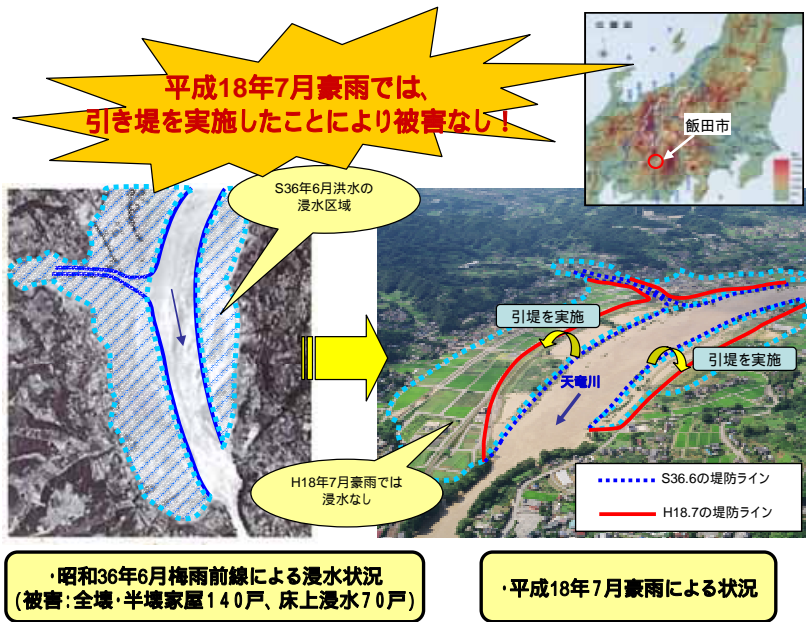 平成18年7月豪雨では、
引き堤を実施したことにより被害なし！
飯田市
S36年6月洪水の
浸水区域
引堤を実施
引堤を実施
天竜川
H18年7月豪雨では
浸水なし
S36.6の堤防ライン
H18.7の堤防ライン
・昭和36年6月梅雨前線による浸水状況
(被害:全壊・半壊家屋140戸、床上浸水70戸)
・平成18年7月豪雨による状況